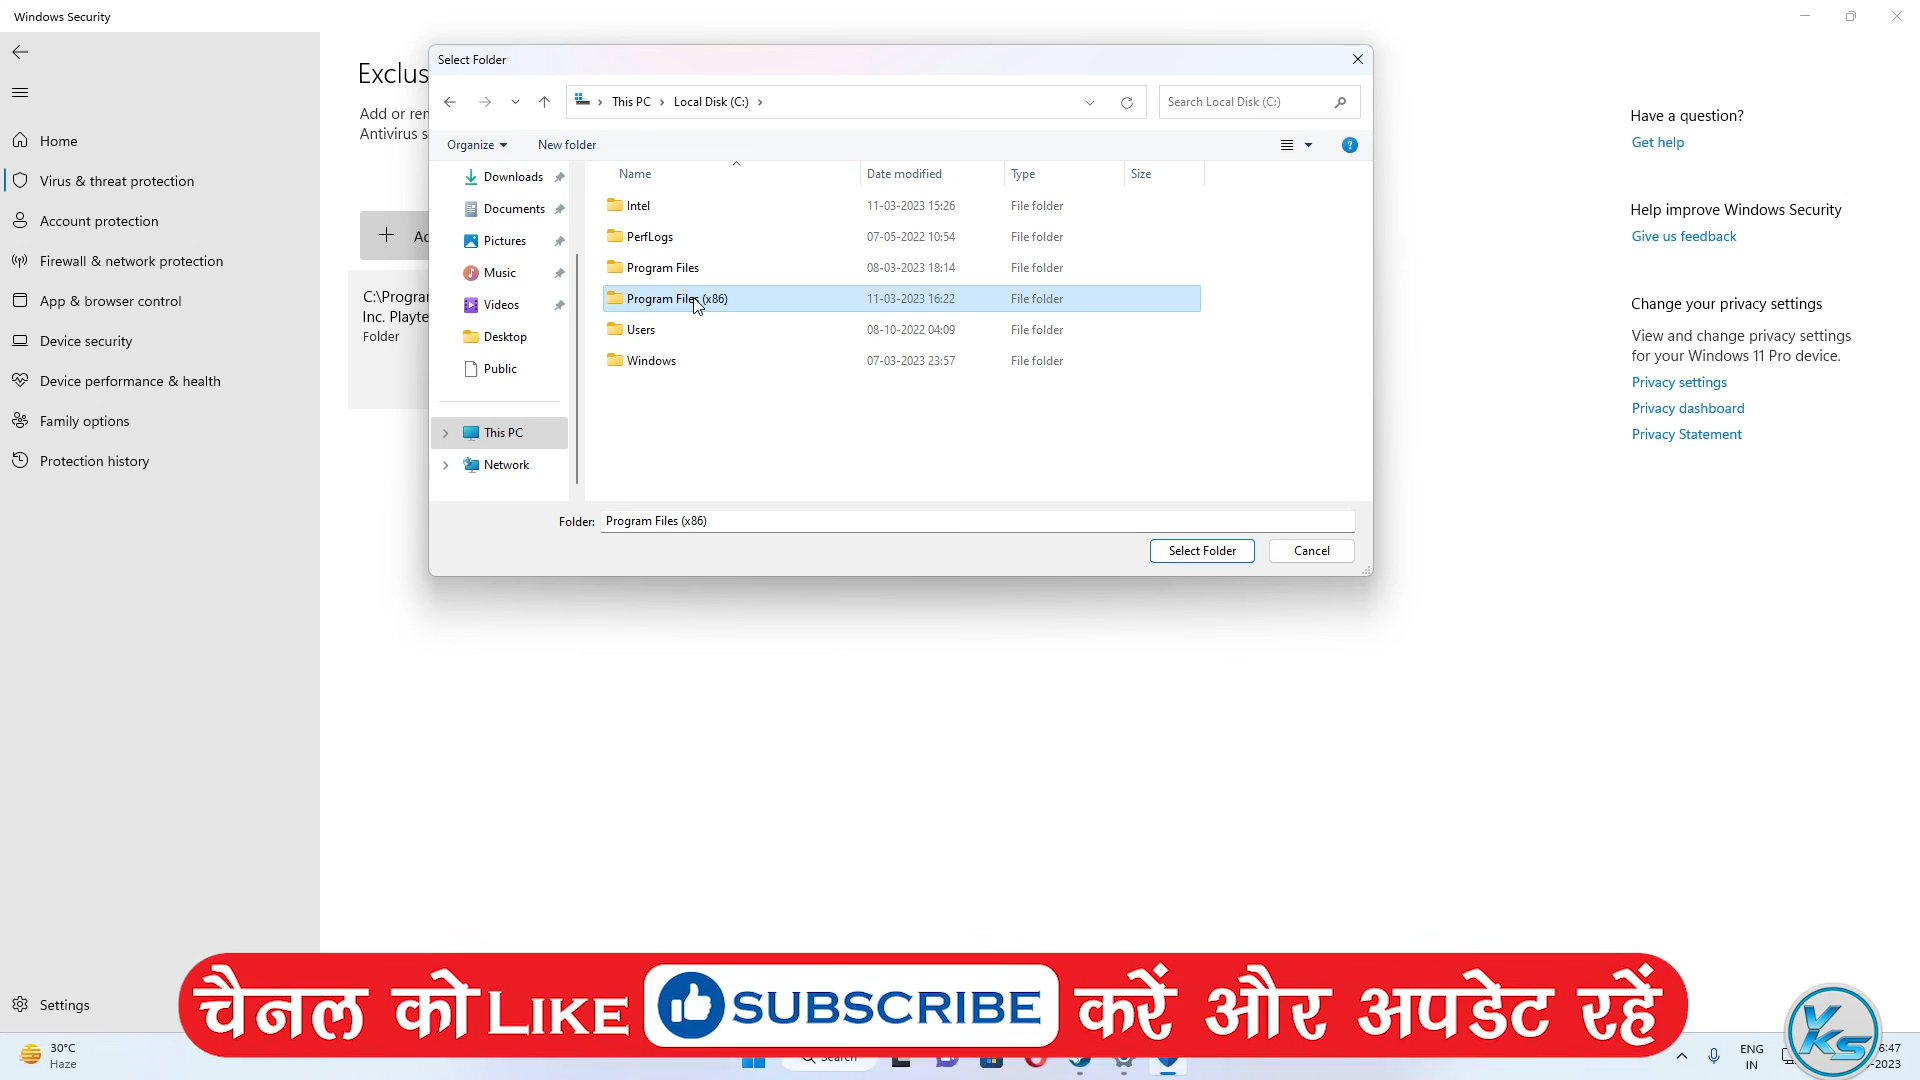 Windows Security
Home
Virus & threat protection
Account protection
Firewall & network protection
App & browser control
Device security
Device performance & health
Family options
Protection history
Settings
Exclus
Add or re
Antivirus s
C:\Progra
Inc. Playte
Folder
Select Folder
This PC > Local Disk (C:) >
Search Local Disk (C:)
Organize
New folder
Downloads
Documents
Pictures
Music
Videos
Desktop
Public
This PC
Network
Name Date modified Type Size
Intel 11-03-2023 15:26 File folder
PerfLogs 07-05-2022 10:54 File folder
Program Files 08-03-2023 18:14 File folder
Program Files (x86) 11-03-2023 16:22 File folder
Users 08-10-2022 04:09 File folder
Windows 07-03-2023 23:57 File folder
Folder: Program Files (x86)
Select Folder
Cancel
Have a question?
Get help
Help improve Windows Security
Give us feedback
Change your privacy settings
View and change privacy settings
for your Windows 11 Pro device.
Privacy settings
Privacy dashboard
Privacy Statement
चैनल को LIKE SUBSCRIBE करें और अपडेट रहें
30°C
Haze
Search
ENG
IN
6:47
-2023
YKS